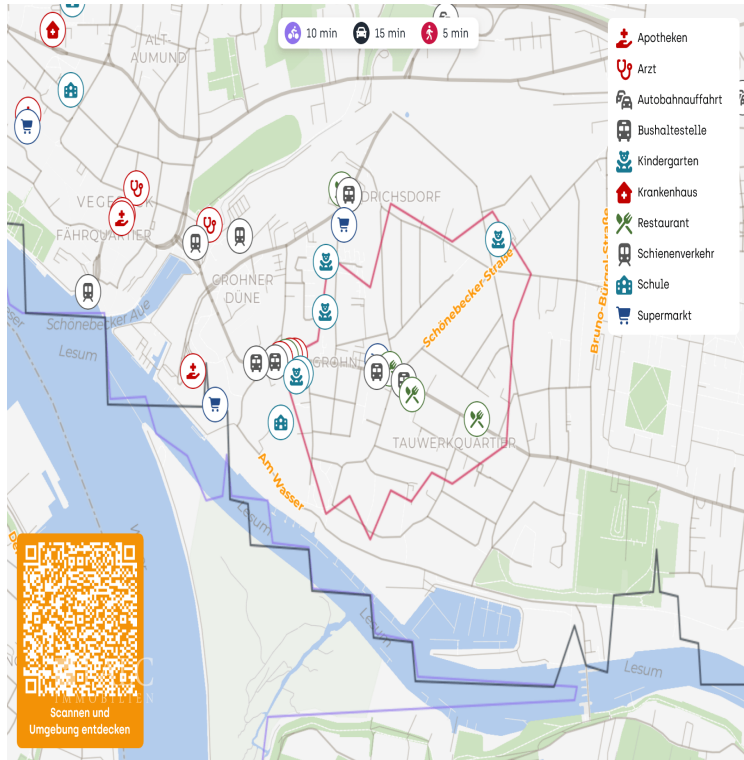 10 min
15 min
5 min
Apotheken
Arzt
Autobahnauffahrt
Bushaltestelle
Kindergarten
Krankenhaus
Restaurant
Schienenverkehr
Schule
Supermarkt
ALT-
AUMUND
DRICHSDORF
FÄHRQUARTIER
GROHNER
DÜNE
Schönebecker Aue
Lesum
Schönebecker-Straße
Bruno-Bürgel-Straße
GROHN
TAUWERKQUARTIER
Am-Wasser
Lesum
Lesum
Lesum
IMMOBILIEN
Scannen und
Umgebung entdecken